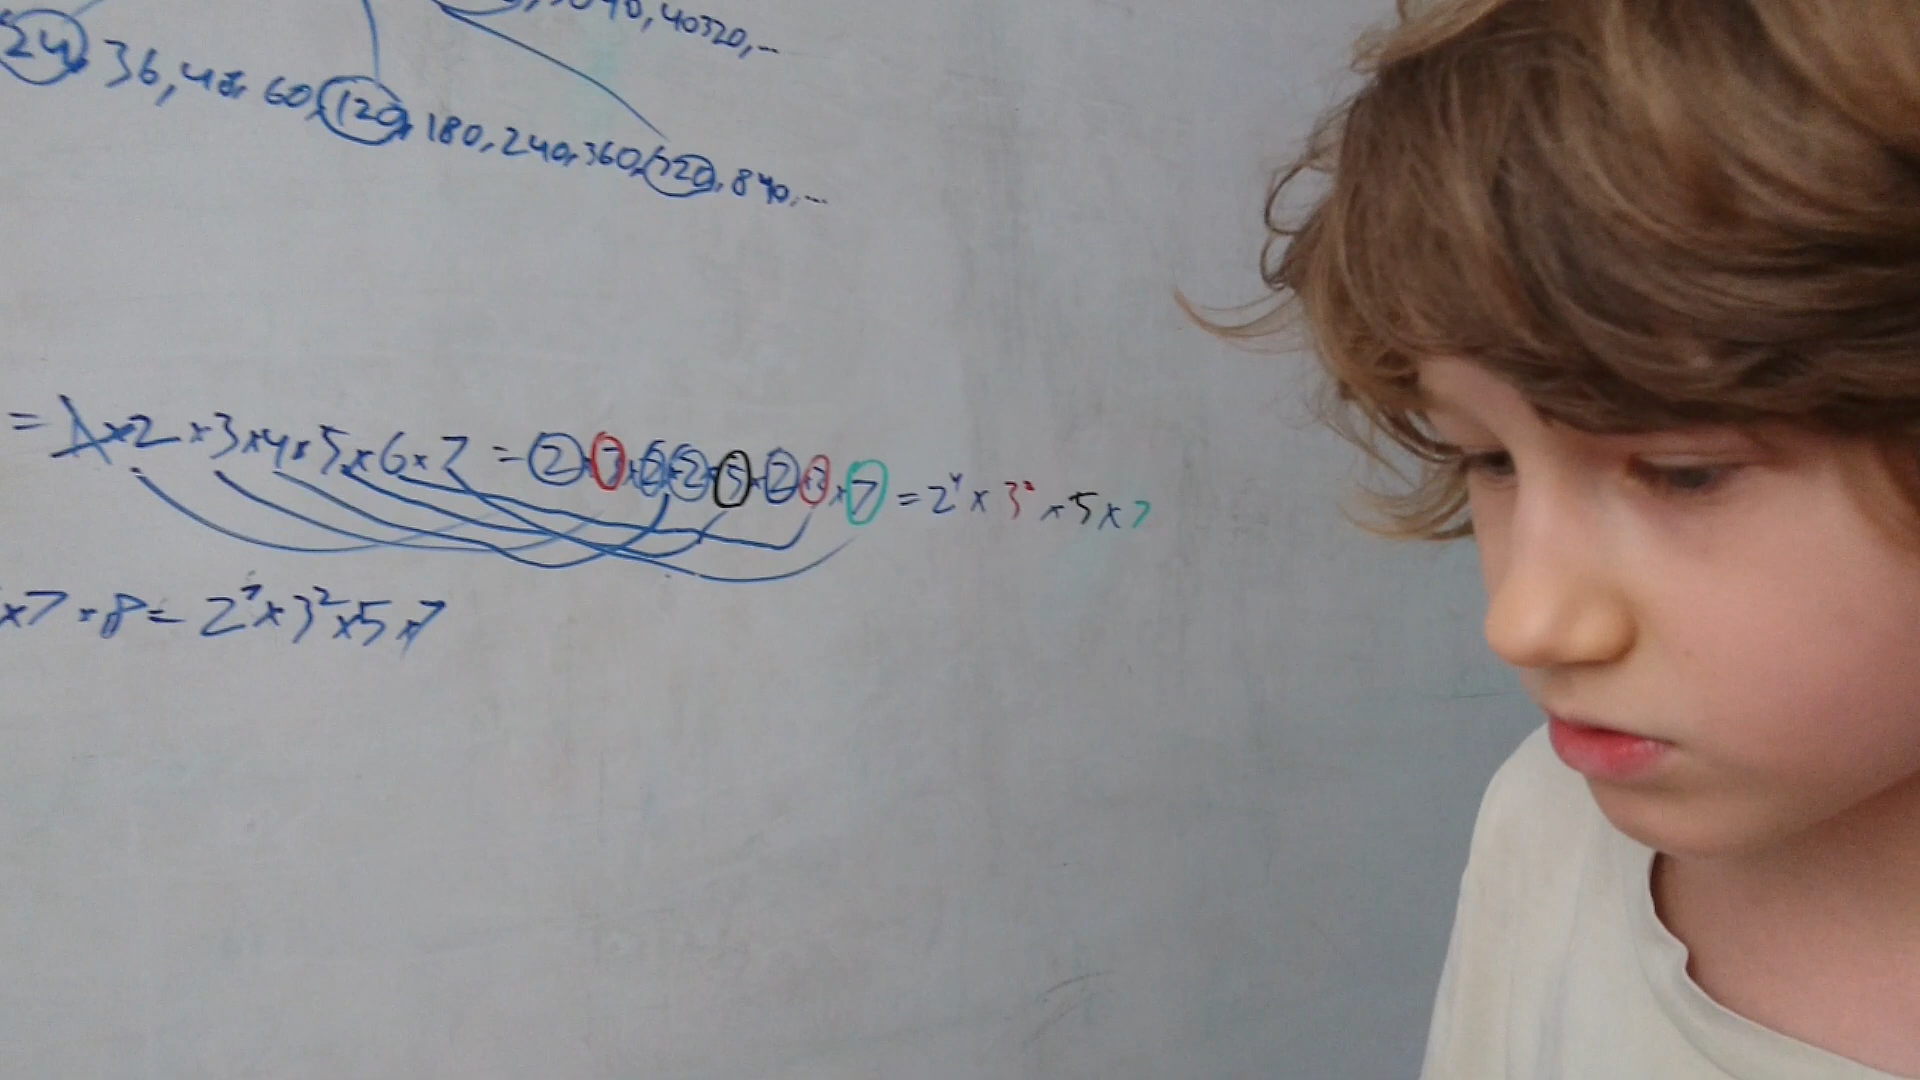 40, 40320,...
24, 36, 48, 60, 120, 180, 240, 360, 720, 840,...
= 1×2×3×4×5×6×7 = 2×3×2×2×5×2×3×7 = 2⁴×3²×5×7
×7×8= 2⁷×3²×5×7